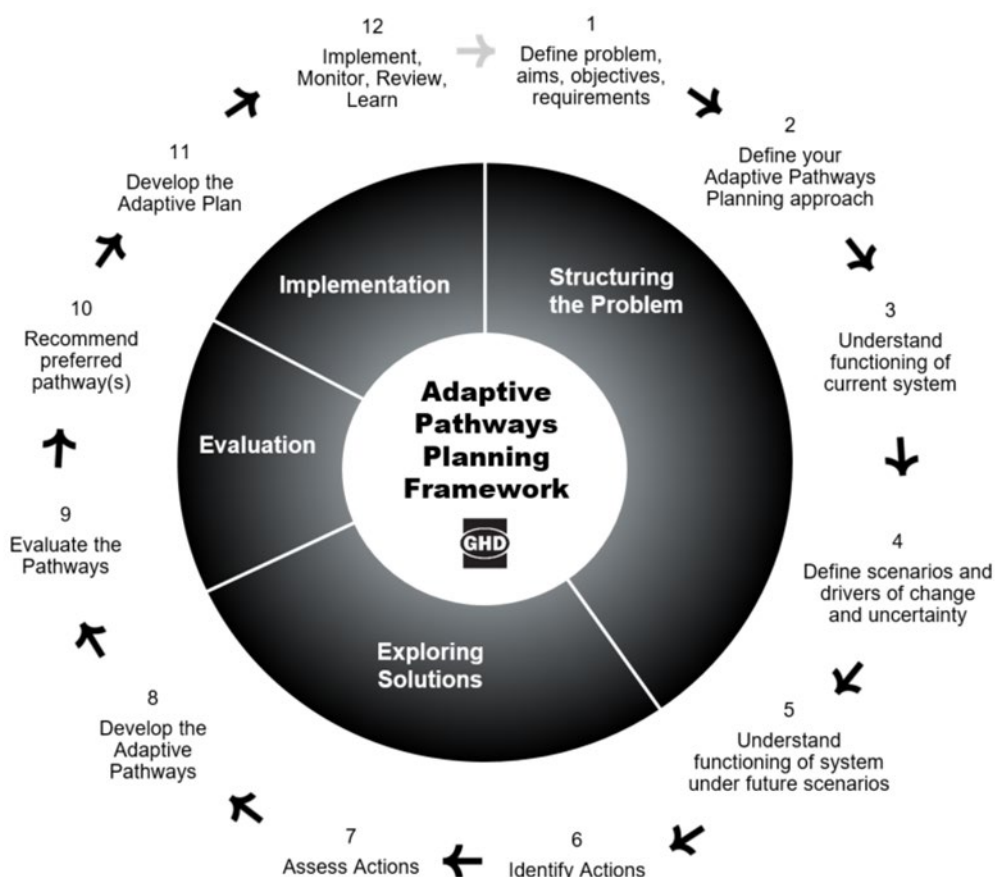 12
Implement,
Monitor, Review,
Learn
1
Define problem,
aims, objectives,
requirements
2
Define your
Adaptive Pathways
Planning approach
3
Understand
functioning of
current system
4
Define scenarios and
drivers of change
and uncertainty
5
Understand
functioning of system
under future scenarios
6
Identify Actions
7
Assess Actions
8
Develop the
Adaptive
Pathways
9
Evaluate the
Pathways
10
Recommend
preferred
pathway(s)
11
Develop the
Adaptive Plan
Implementation
Structuring
the Problem
Evaluation
Exploring
Solutions
Adaptive
Pathways
Planning
Framework
GHD